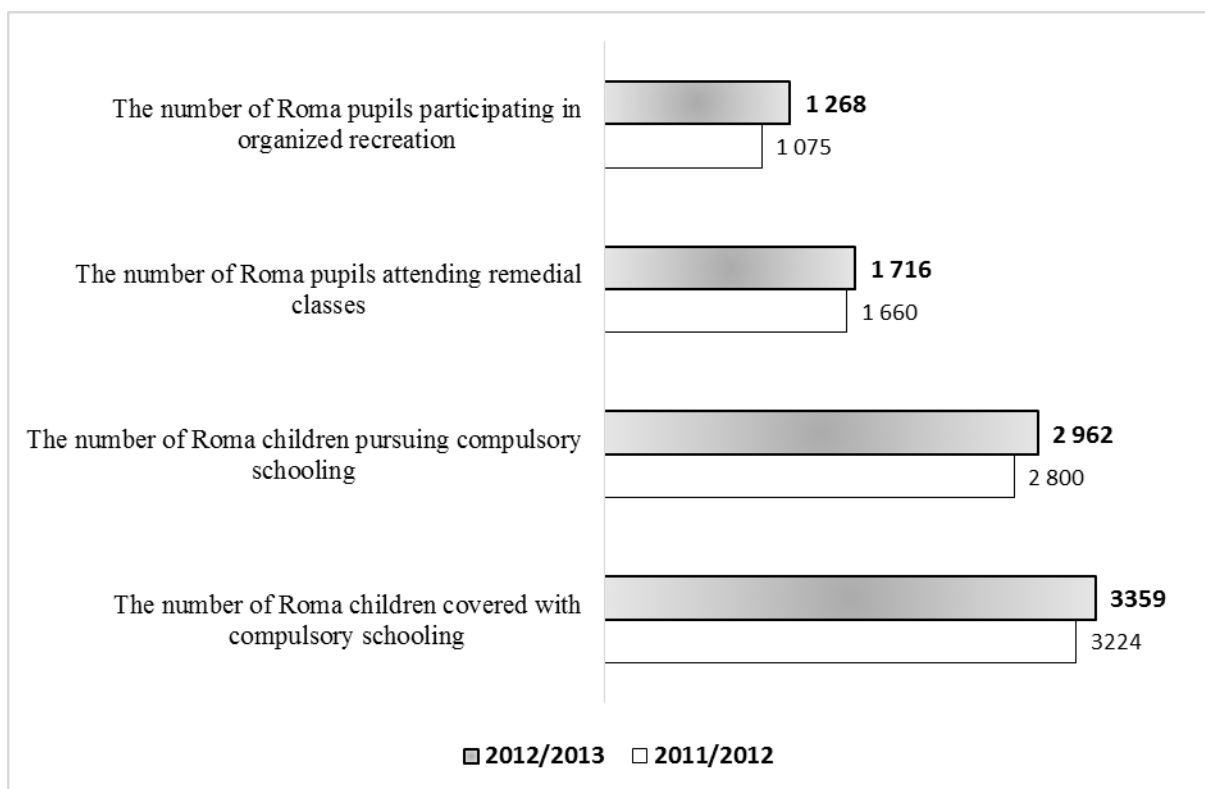 The number of Roma pupils participating in
organized recreation
1 268
1 075
The number of Roma pupils attending remedial
classes
1 716
1 660
The number of Roma children pursuing compulsory
schooling
2 962
2 800
The number of Roma children covered with
compulsory schooling
3359
3224
2012/2013 2011/2012